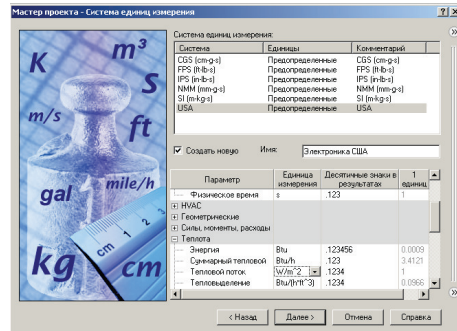 Мастер проекта - Система единиц измерения
K
m³
S
m/s
ft
gal
mile/h
cm 1 2 3
kg
cm
Система единиц измерения:
Система Единицы Комментарий
CGS (cm-g-s) Предопределенные CGS (cm-g-s)
FPS (ft-lb-s) Предопределенные FPS (ft-lb-s)
IPS (in-lb-s) Предопределенные IPS (in-lb-s)
NMM (mm-g-s) Предопределенные NMM (mm-g-s)
SI (m-kg-s) Предопределенные SI (m-kg-s)
USA Предопределенные USA
Создать новую Имя: Электроника США
Параметр Единица измерения Десятичные знаки в результатах 1 единиц
Физическое время s .123 1
HVAC
Геометрические
Силы, моменты, расходы
Теплота
Энергия Btu .123456 0.0009
Суммарный тепловой Btu/h .123 3.4121
Тепловой поток W/m^2 .1234 1
Тепловыделение Btu/(h*ft^3) .1234 0.0966
< Назад Далее > Отмена Справка